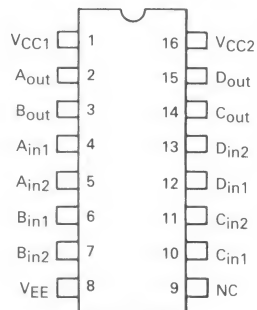 VCC1 1 16 VCC2
Aout 2 15 Dout
Bout 3 14 Cout
Ain1 4 13 Din2
Ain2 5 12 Din1
Bin1 6 11 Cin2
Bin2 7 10 Cin1
VEE 8 9 NC